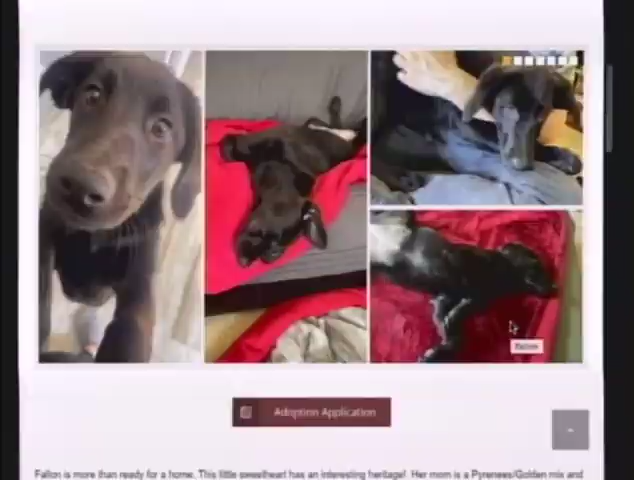 Fallon
Adoption Application
Fallon is more than ready for a home. This little sweetheart has an interesting heritage! Her mom is a Pyrenees/Golden mix and